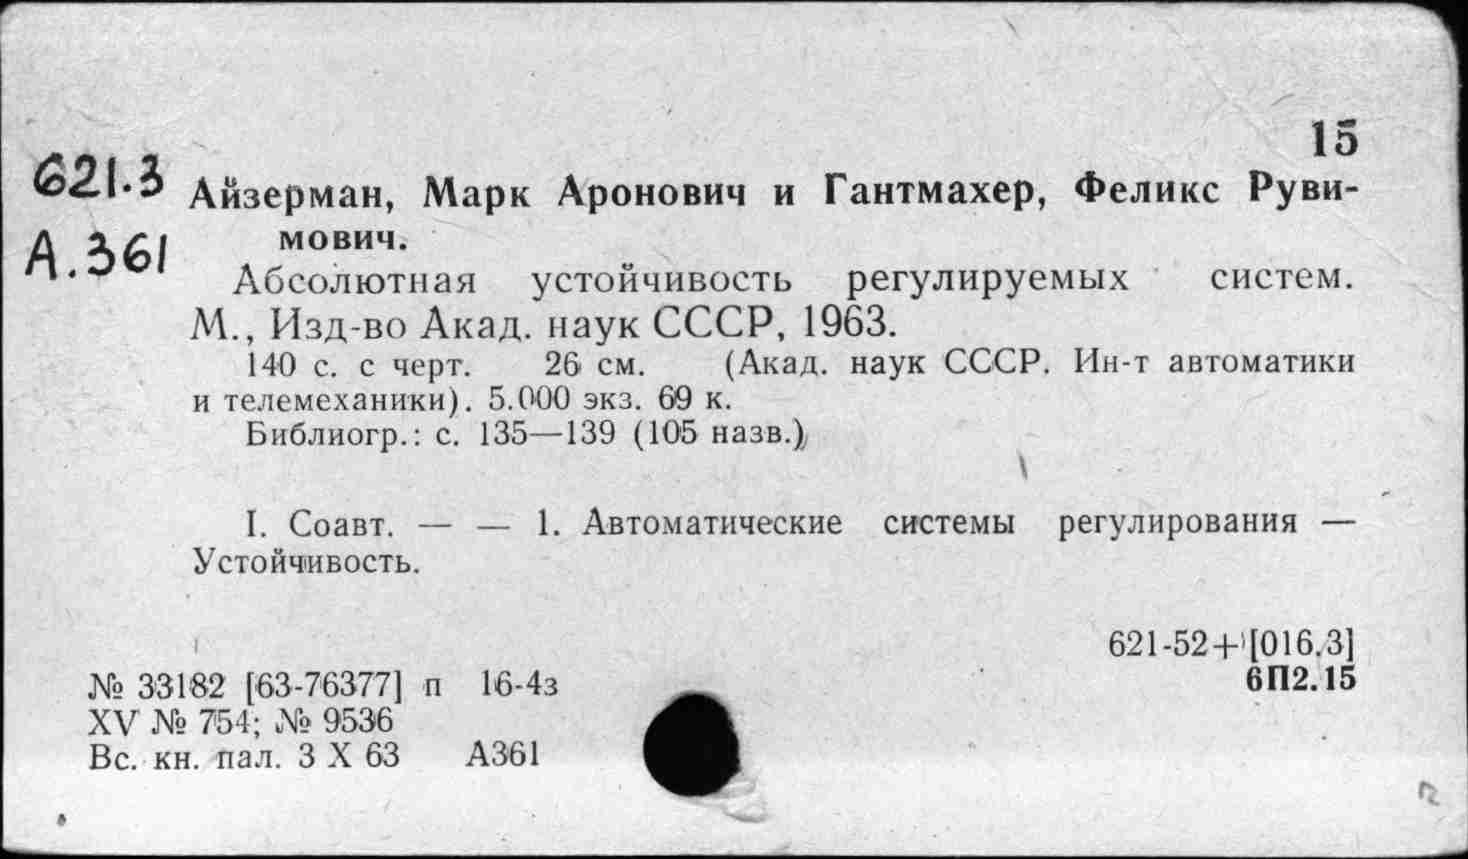 15
621.3 Айзерман, Марк Аронович и Гантмахер, Феликс Руви-
А.361 мович.
Абсолютная устойчивость регулируемых систем.
М., Изд-во Акад. наук СССР, 1963.
140 с. с черт. 26 см. (Акад. наук СССР. Ин-т автоматики
и телемеханики). 5.000 экз. 69 к.
Библиогр.: с. 135—139 (105 назв.)
I. Соавт. — — 1. Автоматические системы регулирования —
Устойчивость.
621-52+[016.3]
№ 33182 [63-76377] п 16-4з 6П2.15
XV № 754; № 9536
Вс. кн. пал. 3 X 63 А361